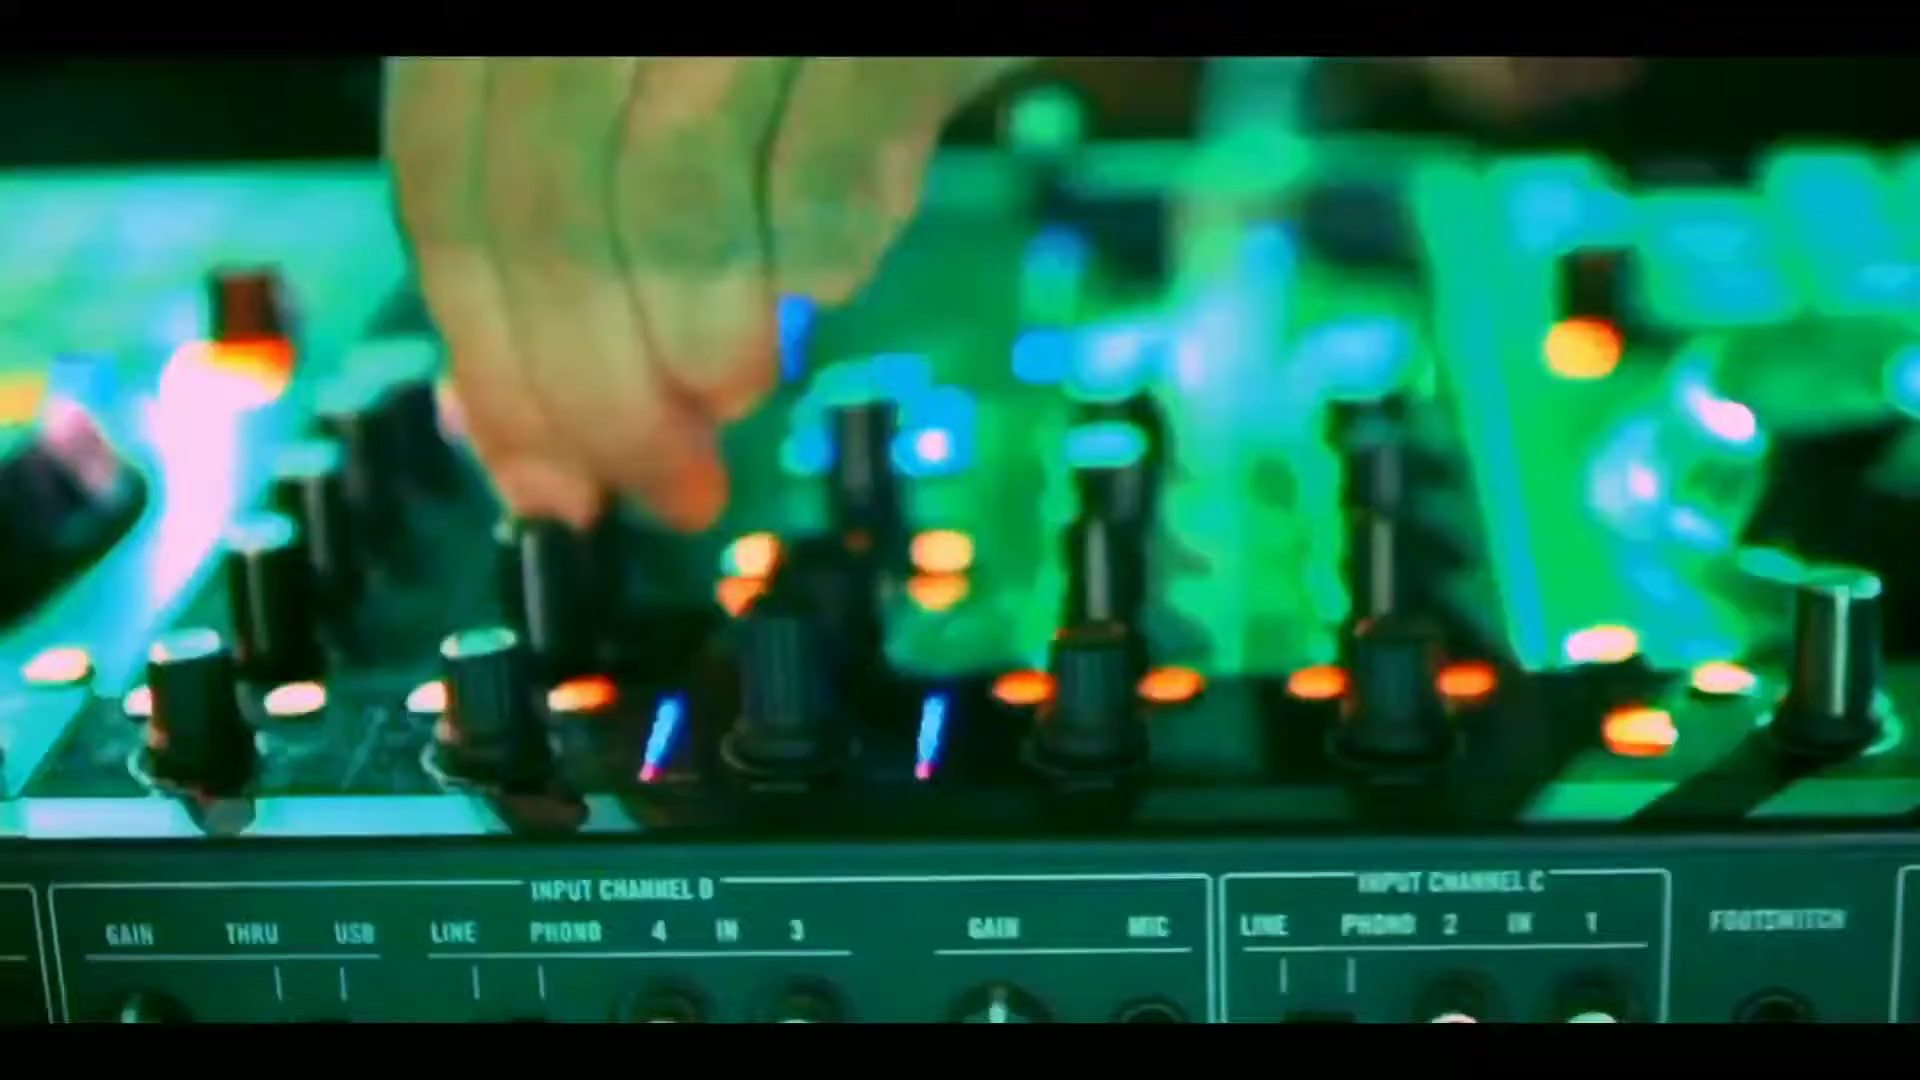 INPUT CHANNEL D
GAIN THRU USB LINE PHONO 4 IN 3 GAIN MIC
INPUT CHANNEL C
LINE PHONO 2 IN 1
FOOTSWITCH